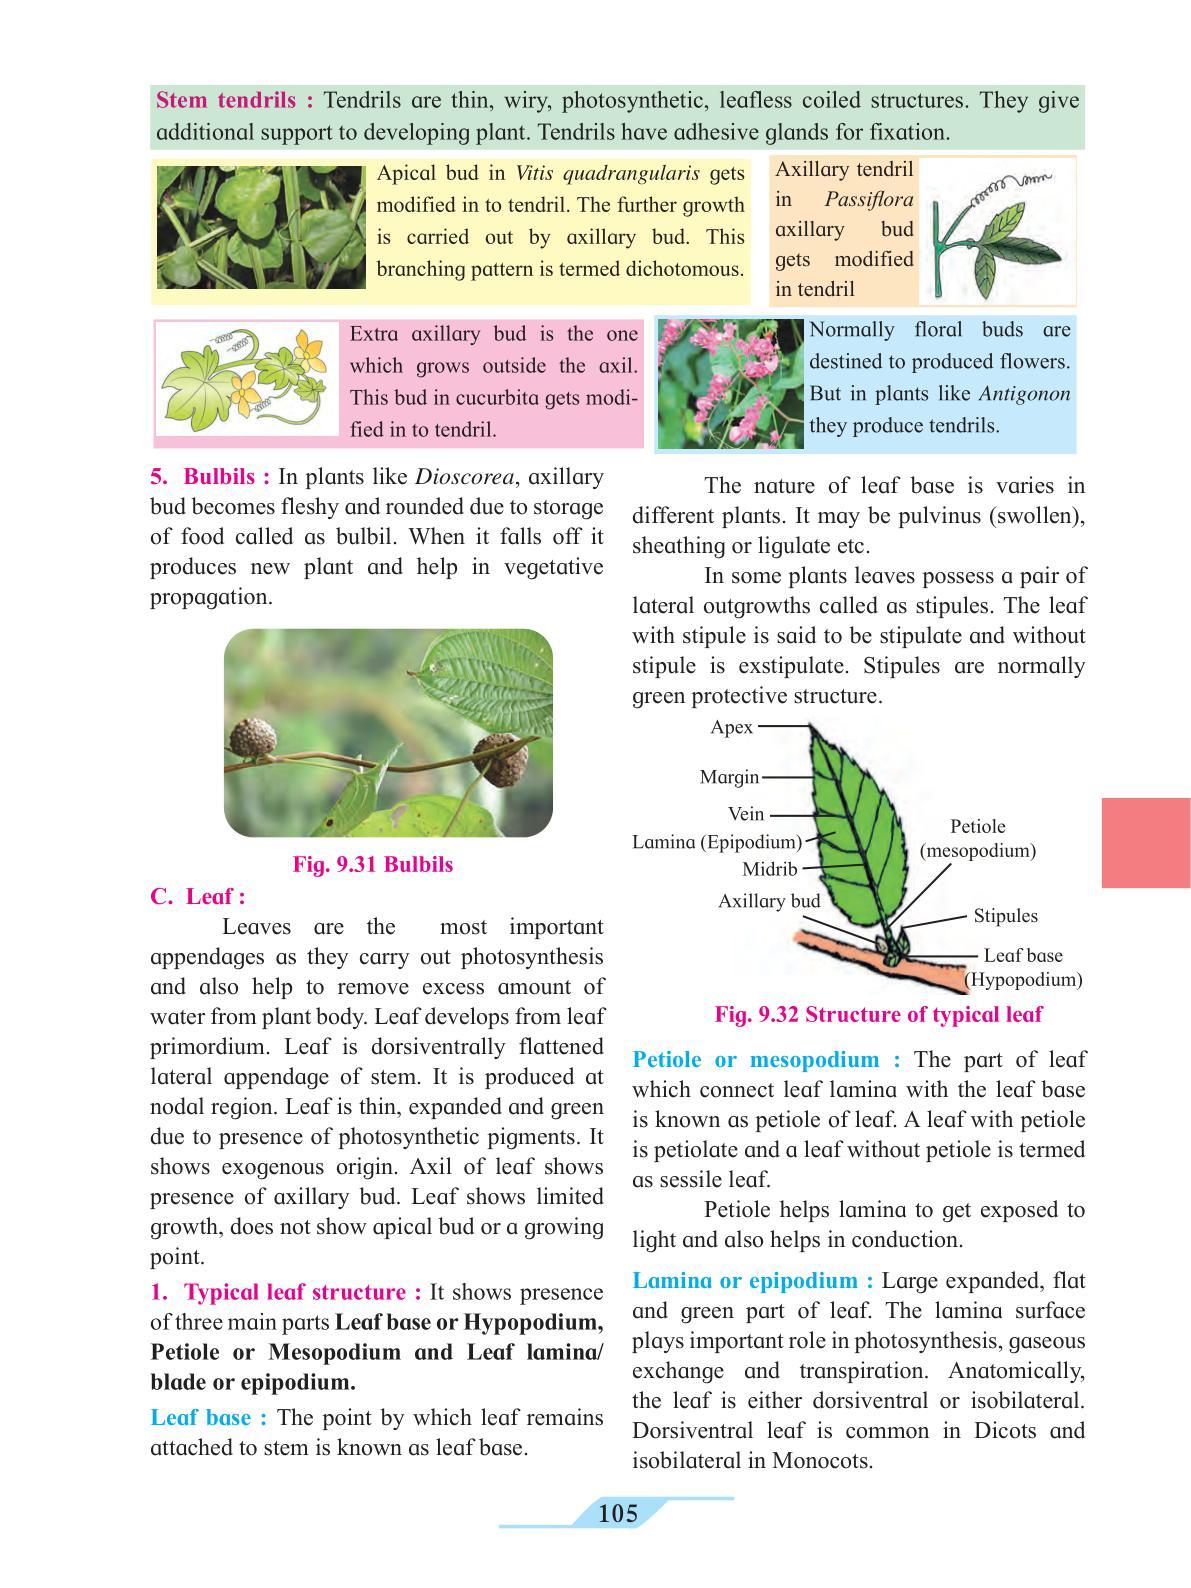 Stem tendrils : Tendrils are thin, wiry, photosynthetic, leafless coiled structures. They give
additional support to developing plant. Tendrils have adhesive glands for fixation.
Apical bud in Vitis quadrangularis gets
modified in to tendril. The further growth
is carried out by axillary bud. This
branching pattern is termed dichotomous.
Axillary tendril
in Passiflora
axillary bud
gets modified
in tendril
Extra axillary bud is the one
which grows outside the axil.
This bud in cucurbita gets modi-
fied in to tendril.
Normally floral buds are
destined to produced flowers.
But in plants like Antigonon
they produce tendrils.
5. Bulbils : In plants like Dioscorea, axillary
bud becomes fleshy and rounded due to storage
of food called as bulbil. When it falls off it
produces new plant and help in vegetative
propagation.
Fig. 9.31 Bulbils
C. Leaf :
Leaves are the most important
appendages as they carry out photosynthesis
and also help to remove excess amount of
water from plant body. Leaf develops from leaf
primordium. Leaf is dorsiventrally flattened
lateral appendage of stem. It is produced at
nodal region. Leaf is thin, expanded and green
due to presence of photosynthetic pigments. It
shows exogenous origin. Axil of leaf shows
presence of axillary bud. Leaf shows limited
growth, does not show apical bud or a growing
point.
1. Typical leaf structure : It shows presence
of three main parts Leaf base or Hypopodium,
Petiole or Mesopodium and Leaf lamina/
blade or epipodium.
Leaf base : The point by which leaf remains
attached to stem is known as leaf base.
The nature of leaf base is varies in
different plants. It may be pulvinus (swollen),
sheathing or ligulate etc.
In some plants leaves possess a pair of
lateral outgrowths called as stipules. The leaf
with stipule is said to be stipulate and without
stipule is exstipulate. Stipules are normally
green protective structure.
Apex
Margin
Vein
Lamina (Epipodium)
Midrib
Axillary bud
Petiole
(mesopodium)
Stipules
Leaf base
(Hypopodium)
Fig. 9.32 Structure of typical leaf
Petiole or mesopodium : The part of leaf
which connect leaf lamina with the leaf base
is known as petiole of leaf. A leaf with petiole
is petiolate and a leaf without petiole is termed
as sessile leaf.
Petiole helps lamina to get exposed to
light and also helps in conduction.
Lamina or epipodium : Large expanded, flat
and green part of leaf. The lamina surface
plays important role in photosynthesis, gaseous
exchange and transpiration. Anatomically,
the leaf is either dorsiventral or isobilateral.
Dorsiventral leaf is common in Dicots and
isobilateral in Monocots.
105